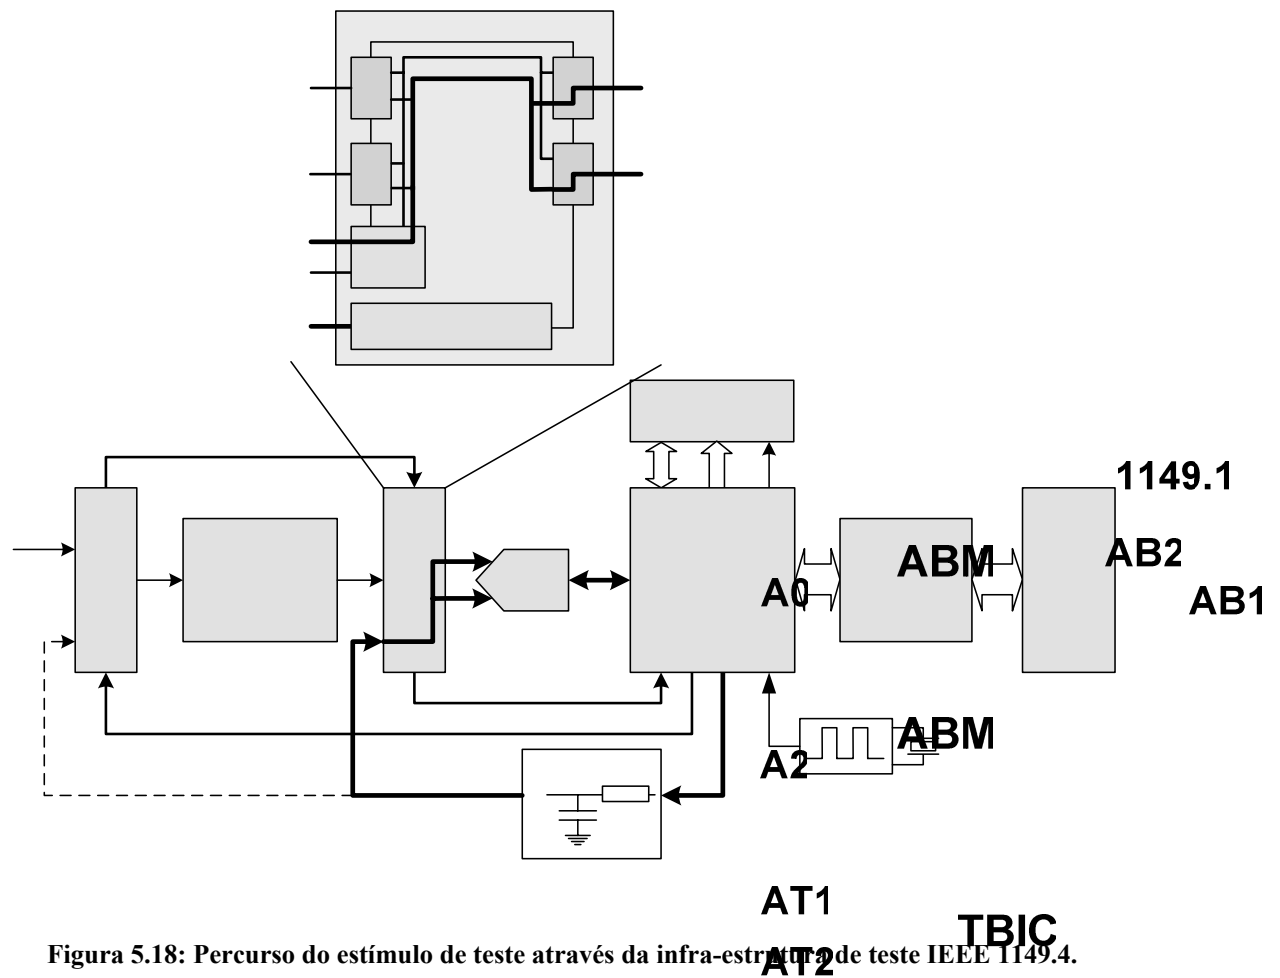 1149.1
AB2
ABM
A0
AB1
ABM
A2
AT1
TBIC
Figura 5.18: Percurso do estímulo de teste através da infra-estrutura de teste IEEE 1149.4.
AT2